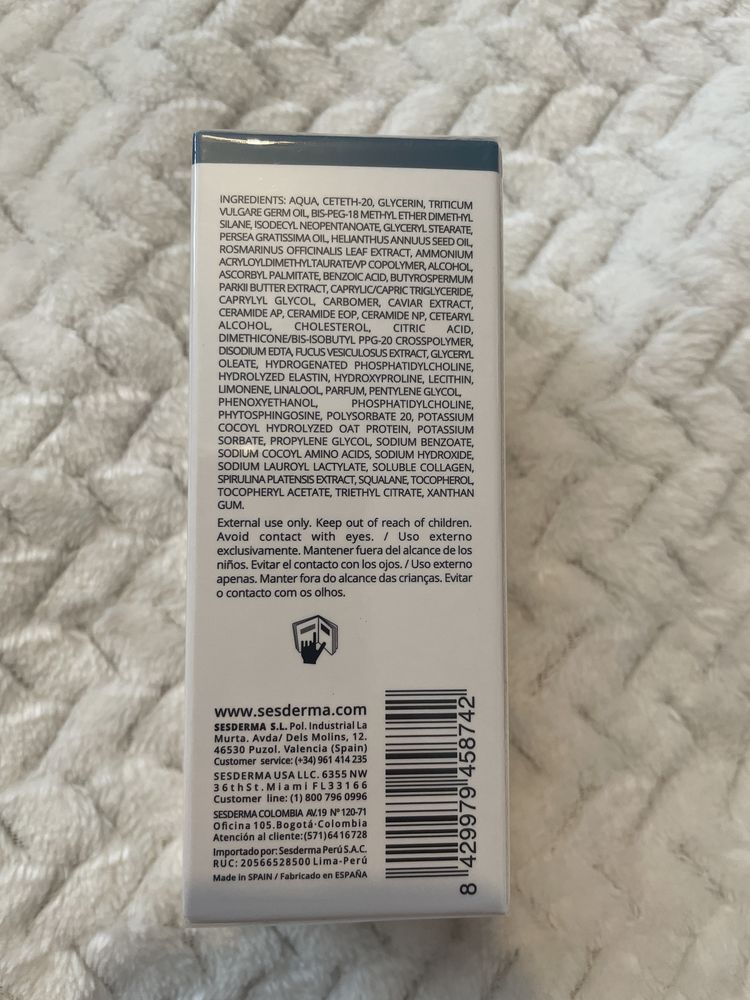 INGREDIENTS: AQUA, CETETH-20, GLYCERIN, TRITICUM
VULGARE GERM OIL, BIS-PEG-18 METHYL ETHER DIMETHYL
SILANE, ISODECYL NEOPENTANOATE, GLYCERYL STEARATE,
PERSEA GRATISSIMA OIL, HELIANTHUS ANNUUS SEED OIL,
ROSMARINUS OFFICINALIS LEAF EXTRACT, AMMONIUM
ACRYLOYLDIMETHYLTAURATE/VP COPOLYMER, ALCOHOL,
ASCORBYL PALMITATE, BENZOIC ACID, BUTYROSPERMUM
PARKII BUTTER EXTRACT, CAPRYLIC/CAPRIC TRIGLYCERIDE,
CAPRYLYL GLYCOL, CARBOMER, CAVIAR EXTRACT,
CERAMIDE AP, CERAMIDE EOP, CERAMIDE NP, CETEARYL
ALCOHOL, CHOLESTEROL, CITRIC ACID,
DIMETHICONE/BIS-ISOBUTYL PPG-20 CROSSPOLYMER,
DISODIUM EDTA, FUCUS VESICULOSUS EXTRACT, GLYCERYL
OLEATE, HYDROGENATED PHOSPHATIDYLCHOLINE,
HYDROLYZED ELASTIN, HYDROXYPROLINE, LECITHIN,
LIMONENE, LINALOOL, PARFUM, PENTYLENE GLYCOL,
PHENOXYETHANOL, PHOSPHATIDYLCHOLINE,
PHYTOSPHINGOSINE, POLYSORBATE 20, POTASSIUM
COCOYL HYDROLYZED OAT PROTEIN, POTASSIUM
SORBATE, PROPYLENE GLYCOL, SODIUM BENZOATE,
SODIUM COCOYL AMINO ACIDS, SODIUM HYDROXIDE,
SODIUM LAUROYL LACTYLATE, SOLUBLE COLLAGEN,
SPIRULINA PLATENSIS EXTRACT, SQUALANE, TOCOPHEROL,
TOCOPHERYL ACETATE, TRIETHYL CITRATE, XANTHAN
GUM.
External use only. Keep out of reach of children.
Avoid contact with eyes. / Uso externo
exclusivamente. Mantener fuera del alcance de los
niños. Evitar el contacto con los ojos. / Uso externo
apenas. Manter fora do alcance das crianças. Evitar
o contacto com os olhos.
www.sesderma.com
SESDERMA S.L. Pol. Industrial La
Murta. Avda/ Dels Molins, 12.
46530 Puzol. Valencia (Spain)
Customer service: (+34) 961 414 235
SESDERMA USA LLC. 6355 NW
36th St. Miami FL 33166
Customer line: (1) 800 796 0996
SESDERMA COLOMBIA AV.19 Nº 120-71
Oficina 105. Bogotá-Colombia
Atención al cliente: (571) 6416728
Importado por: Sesderma Perú S.A.C.
RUC: 20566528500 Lima-Perú
Made in SPAIN / Fabricado en ESPAÑA
8 429979 458742